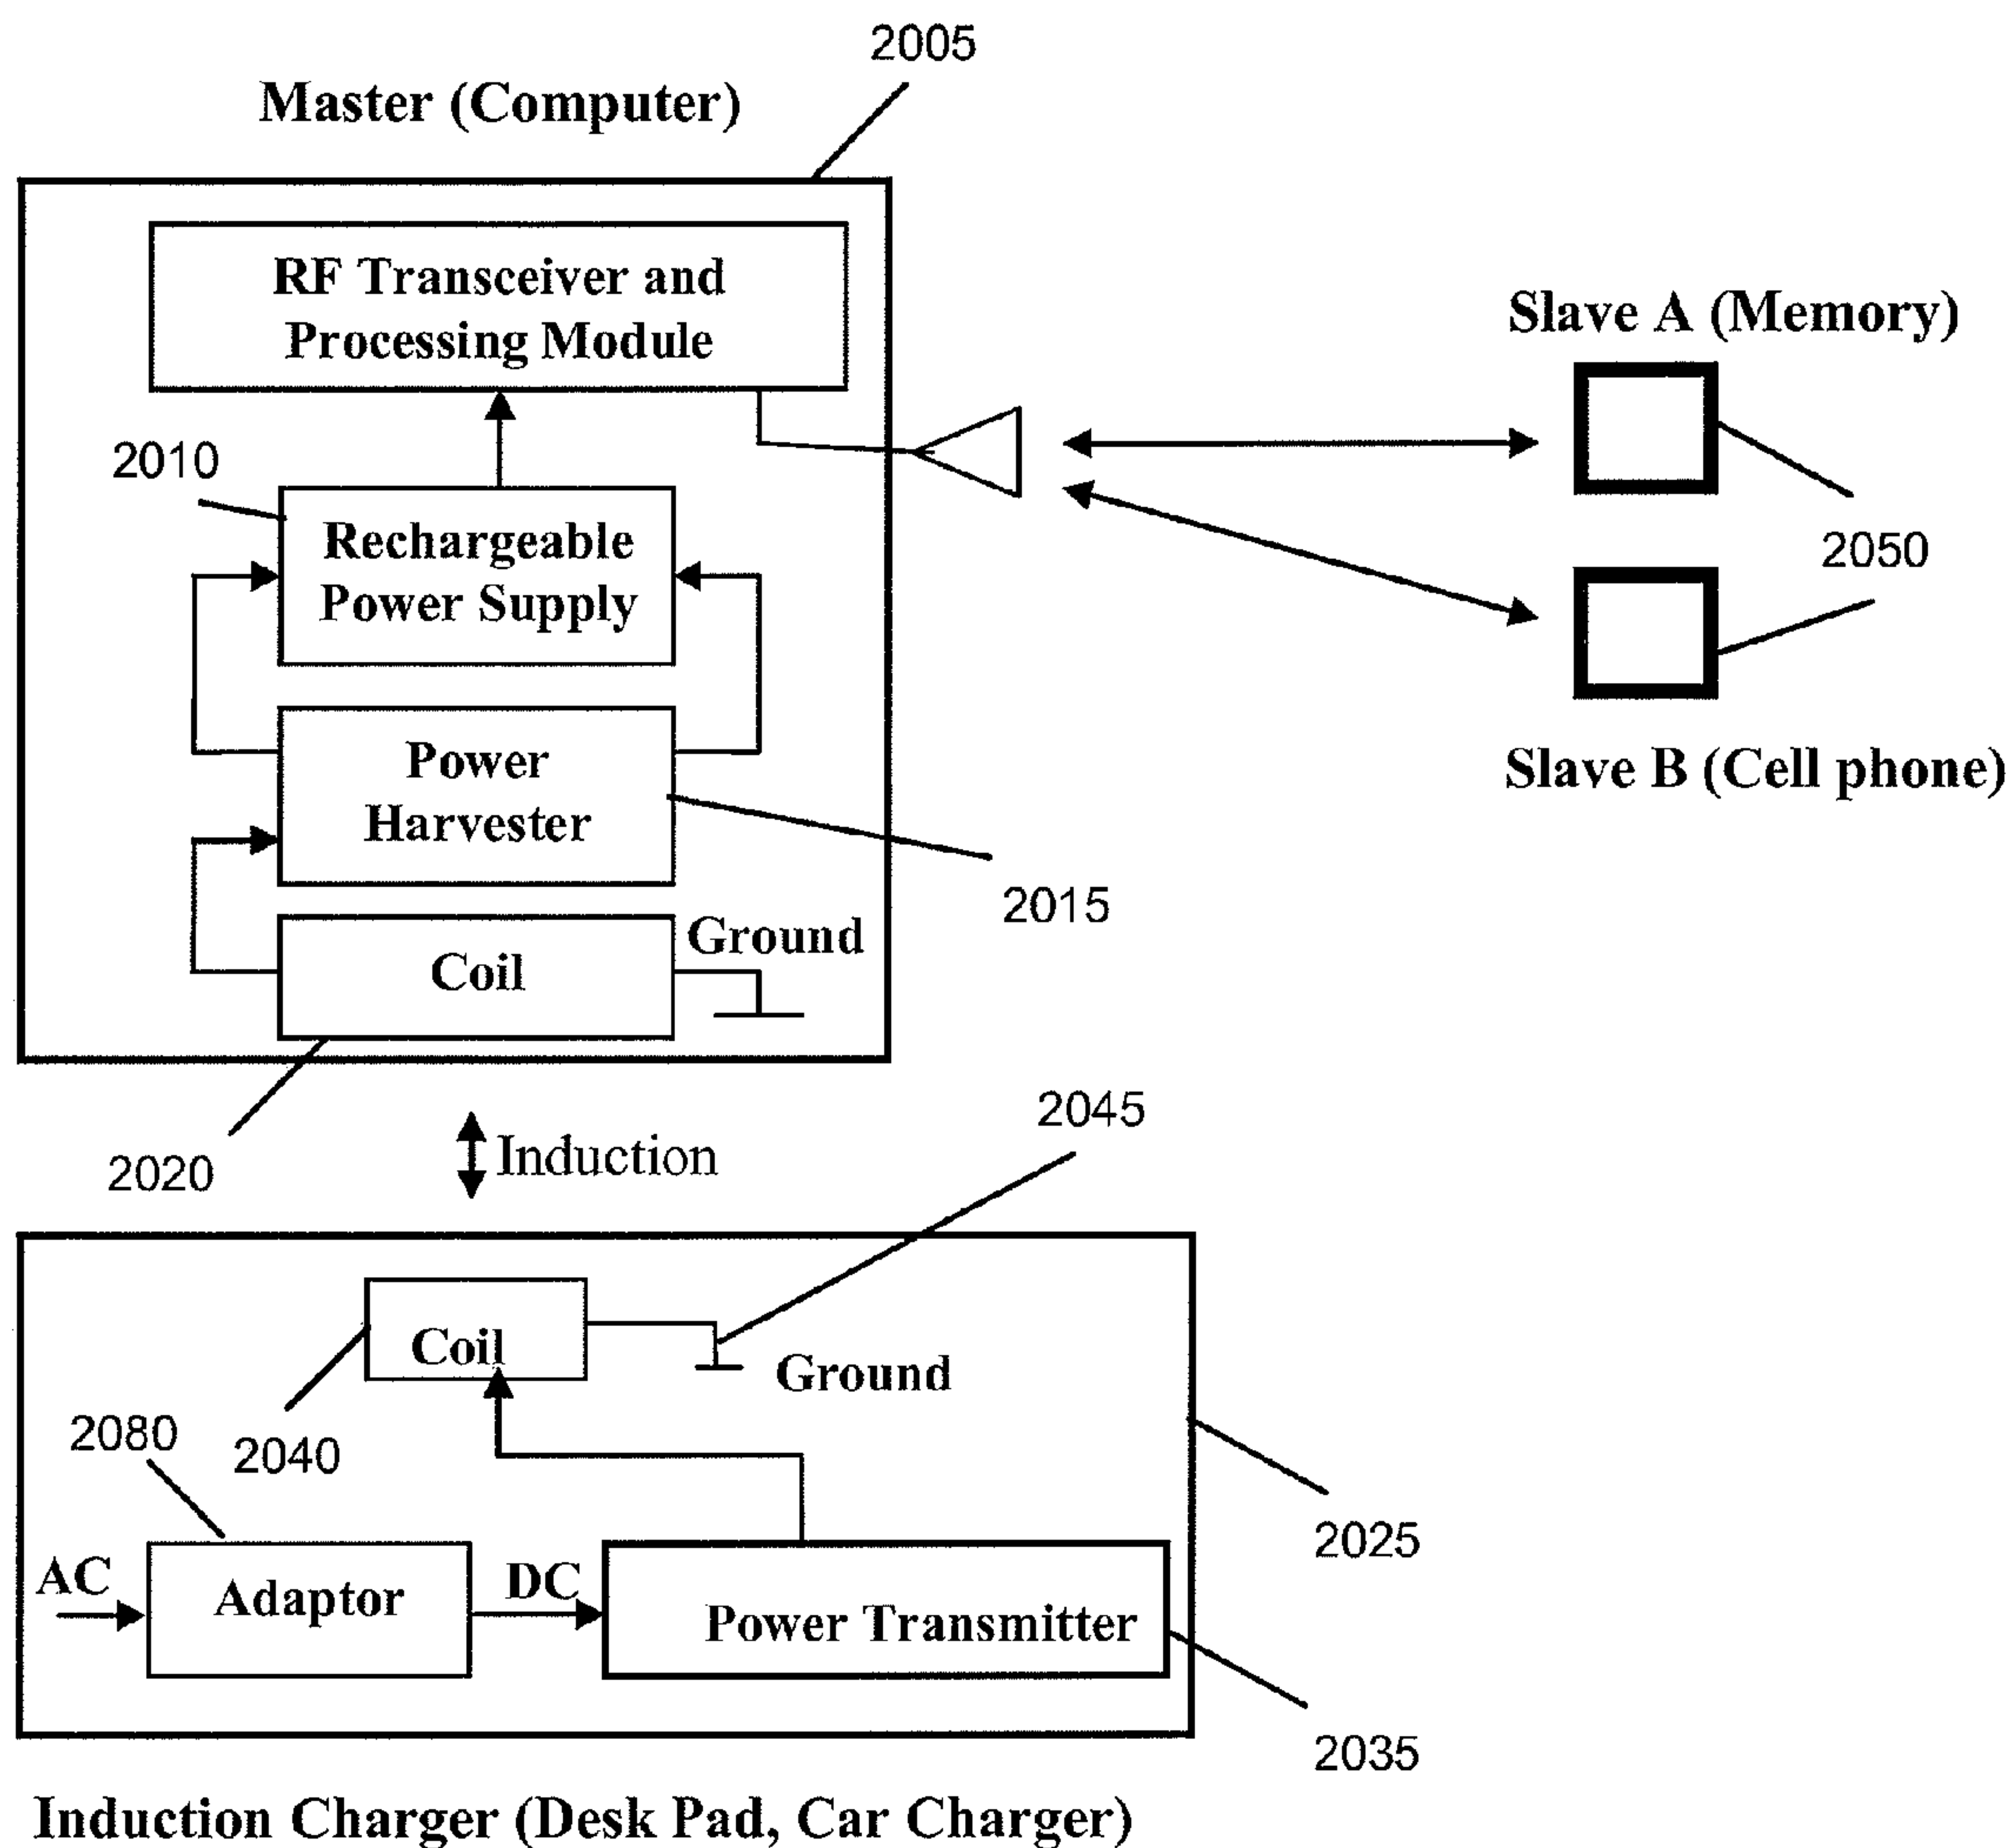 2005
Master (Computer)
RF Transceiver and
Processing Module
Slave A (Memory)
2010
Rechargeable
Power Supply
2050
Power
Harvester
Slave B (Cell phone)
2015
Ground
Coil
2045
Induction
2020
Coil
Ground
2080
2040
2025
AC
Adaptor
DC
Power Transmitter
2035
Induction Charger (Desk Pad, Car Charger)